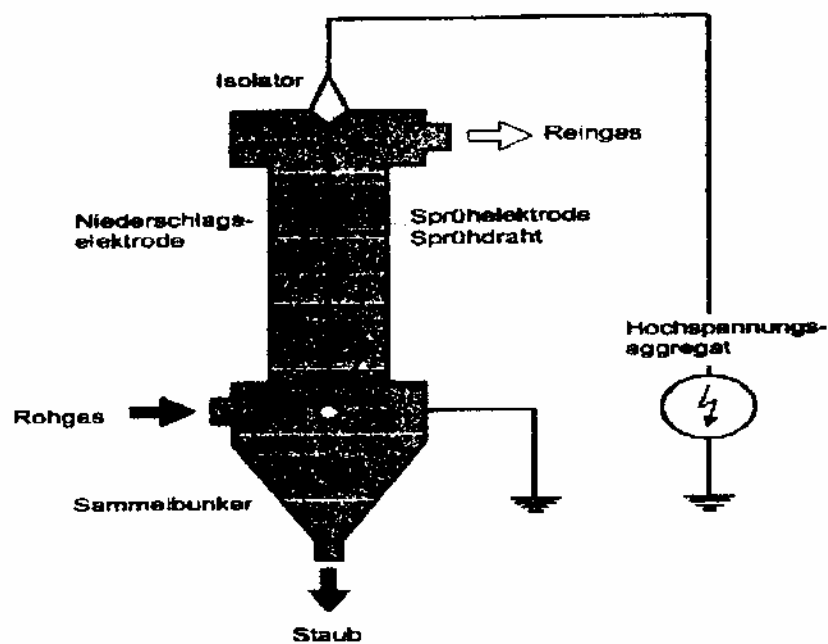 Isolator
Reingas
Niederschlags-
elektrode
Sprühelektrode
Sprühdraht
Hochspannungs-
aggregat
Rohgas
Sammelbunker
Staub